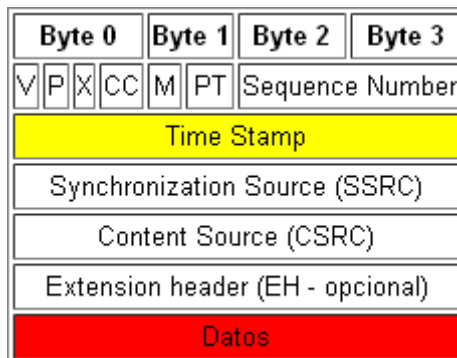 Byte 0 Byte 1 Byte 2 Byte 3
V P X CC M PT Sequence Number
Time Stamp
Synchronization Source (SSRC)
Content Source (CSRC)
Extension header (EH - opcional)
Datos